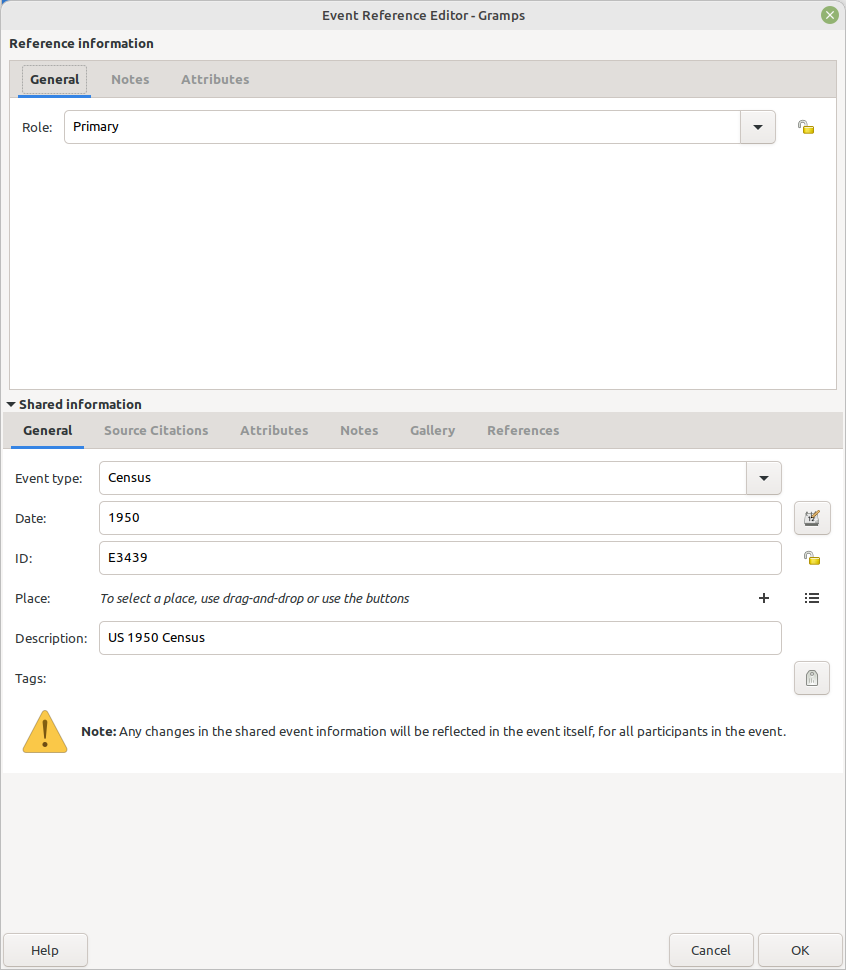 Event Reference Editor - Gramps
Reference information
General Notes Attributes
Role: Primary
Shared information
General Source Citations Attributes Notes Gallery References
Event type: Census
Date: 1950
ID: E3439
Place: To select a place, use drag-and-drop or use the buttons
Description: US 1950 Census
Tags:
Note: Any changes in the shared event information will be reflected in the event itself, for all participants in the event.
Help Cancel OK